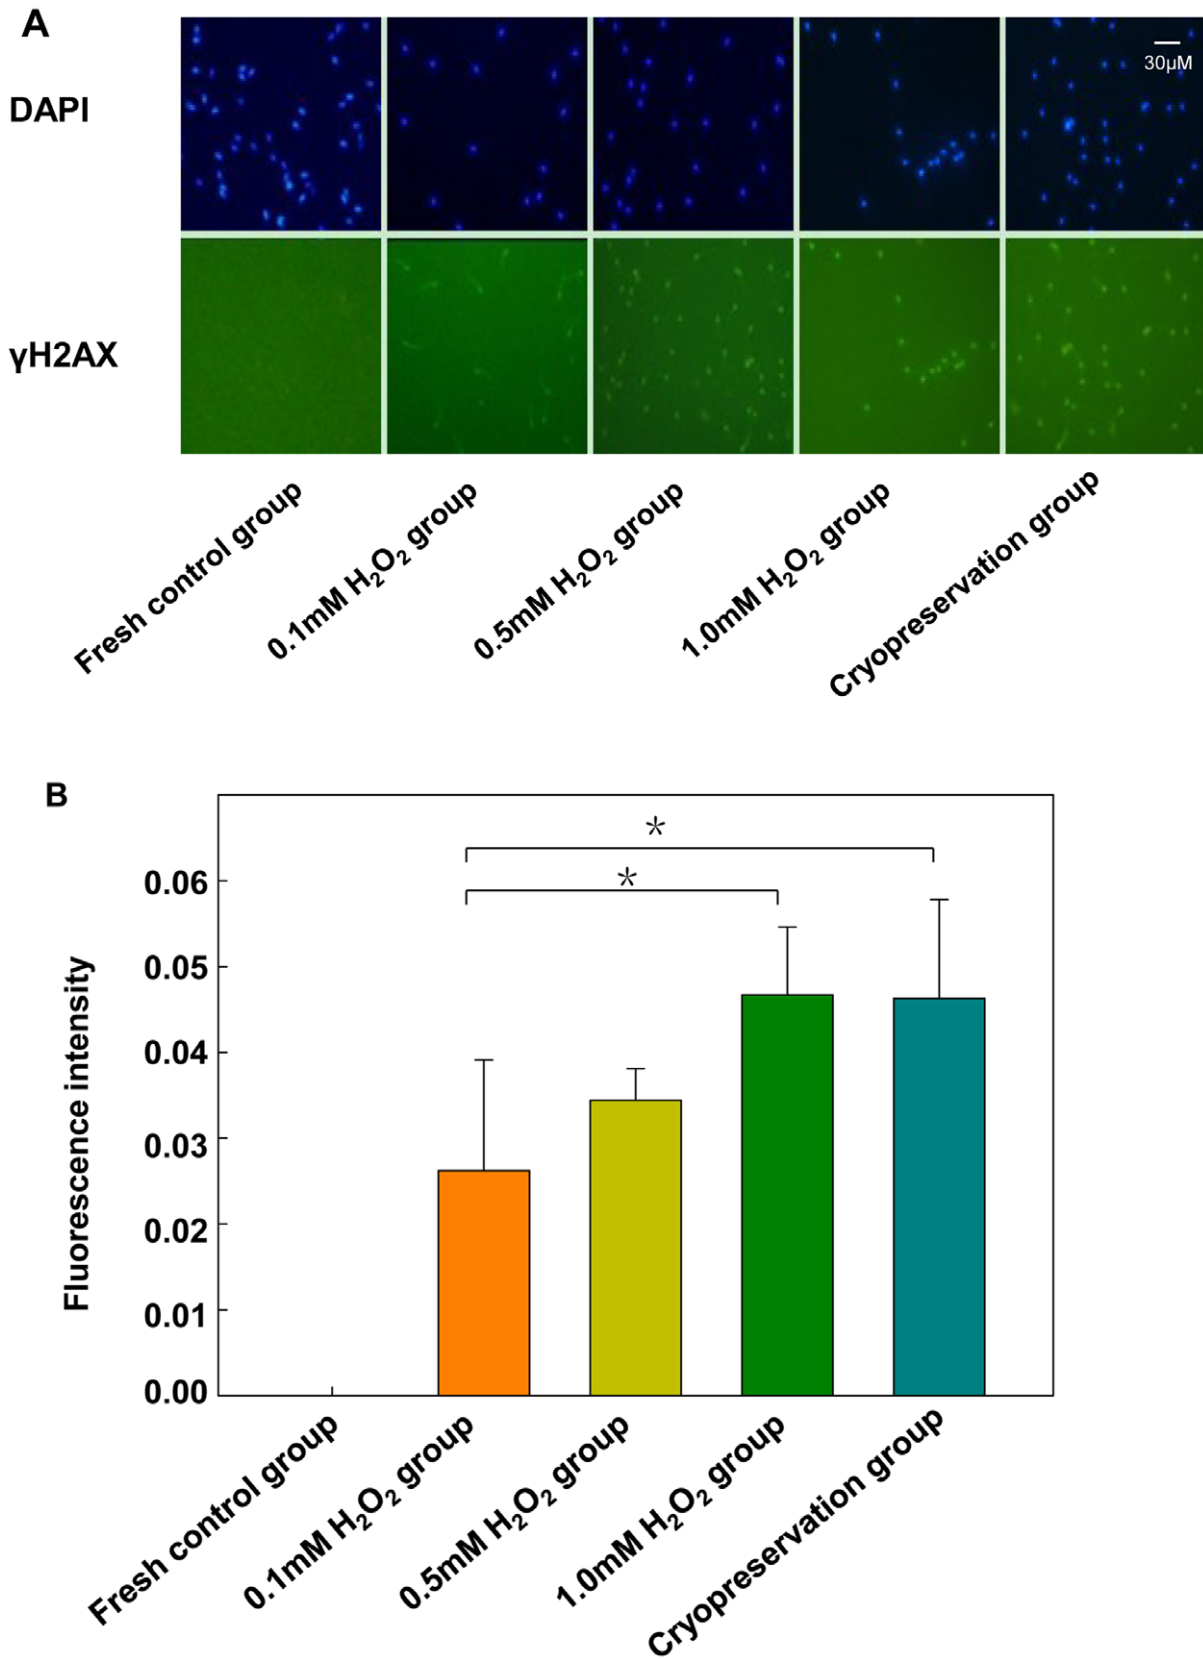 A
DAPI
30μM
γH2AX
Fresh control group
0.1mM H₂O₂ group
0.5mM H₂O₂ group
1.0mM H₂O₂ group
Cryopreservation group
B
*
*
Fluorescence intensity
0.06
0.05
0.04
0.03
0.02
0.01
0.00
Fresh control group
0.1mM H₂O₂ group
0.5mM H₂O₂ group
1.0mM H₂O₂ group
Cryopreservation group